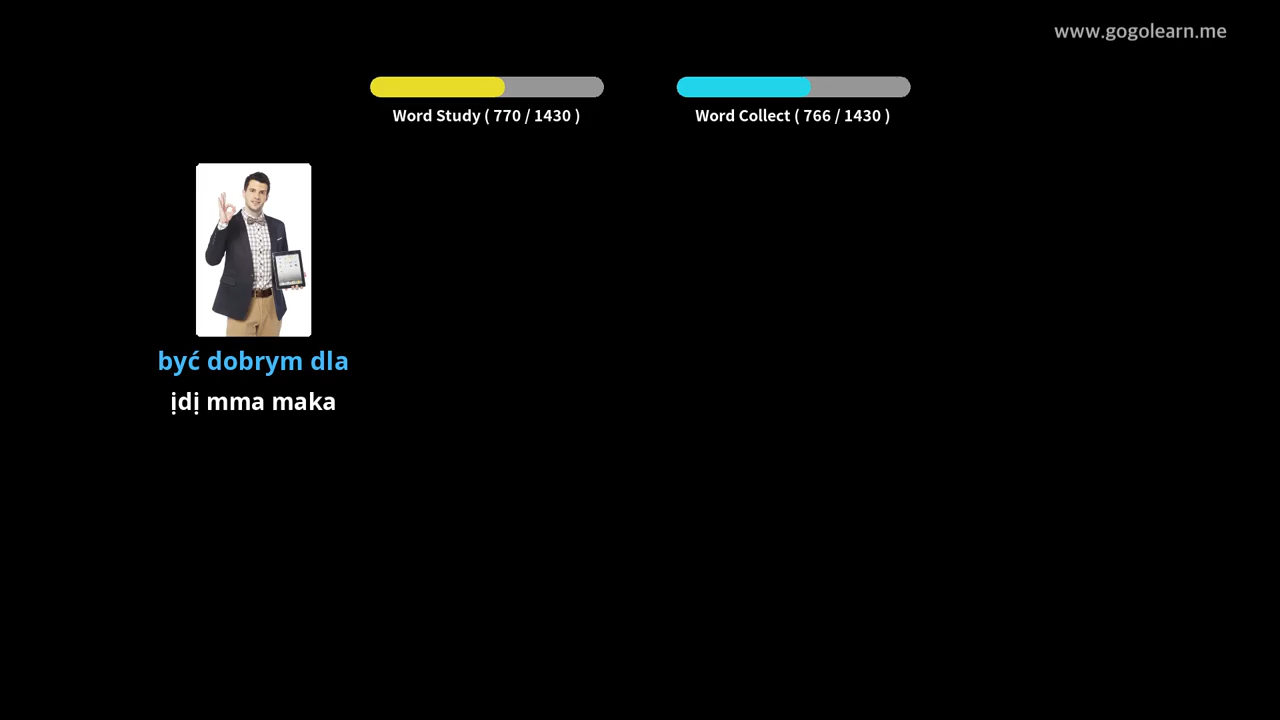 www.gogolearn.me
Word Study ( 770 / 1430 )
Word Collect ( 766 / 1430 )
być dobrym dla
ịdị mma maka